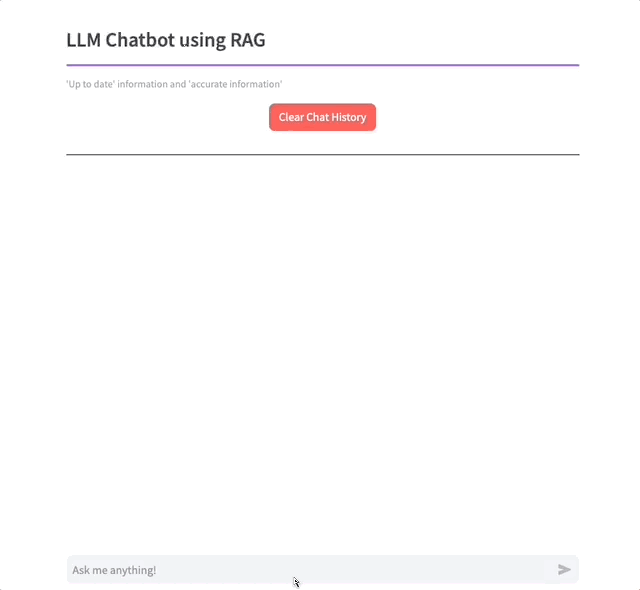 LLM Chatbot using RAG
'Up to date' information and 'accurate information'
Clear Chat History
Ask me anything!